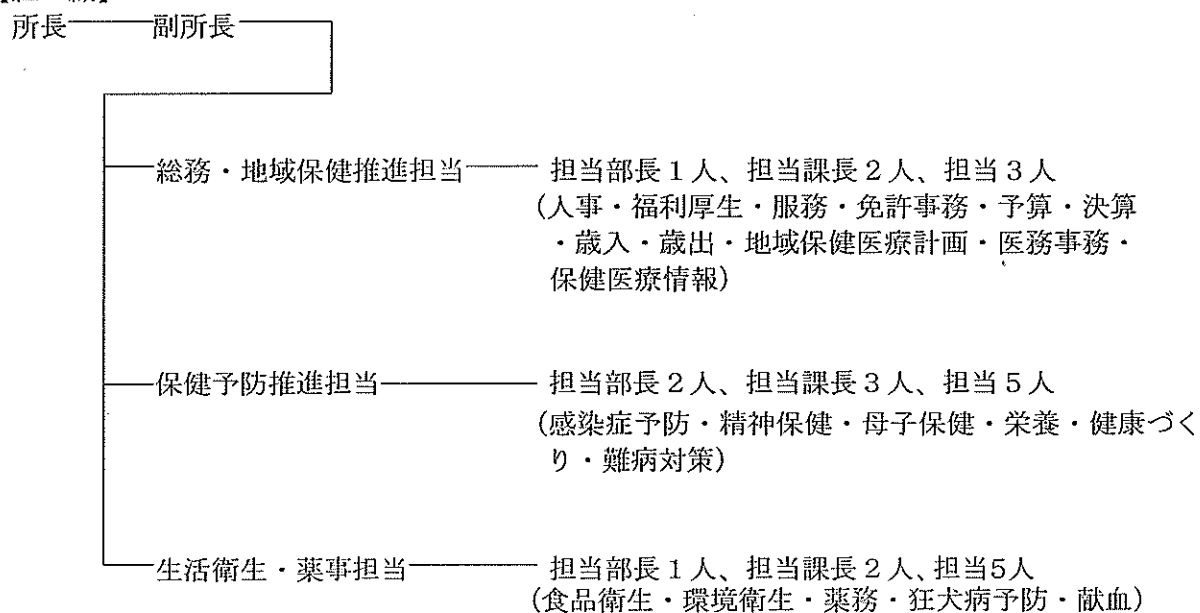 所長 副所長
総務・地域保健推進担当 担当部長１人、担当課長２人、担当３人
（人事・福利厚生・服務・免許事務・予算・決算
・歳入・歳出・地域保健医療計画・医務事務・
保健医療情報）
保健予防推進担当 担当部長２人、担当課長３人、担当５人
（感染症予防・精神保健・母子保健・栄養・健康づく
り・難病対策）
生活衛生・薬事担当 担当部長１人、担当課長２人、担当5人
（食品衛生・環境衛生・薬務・狂犬病予防・献血）